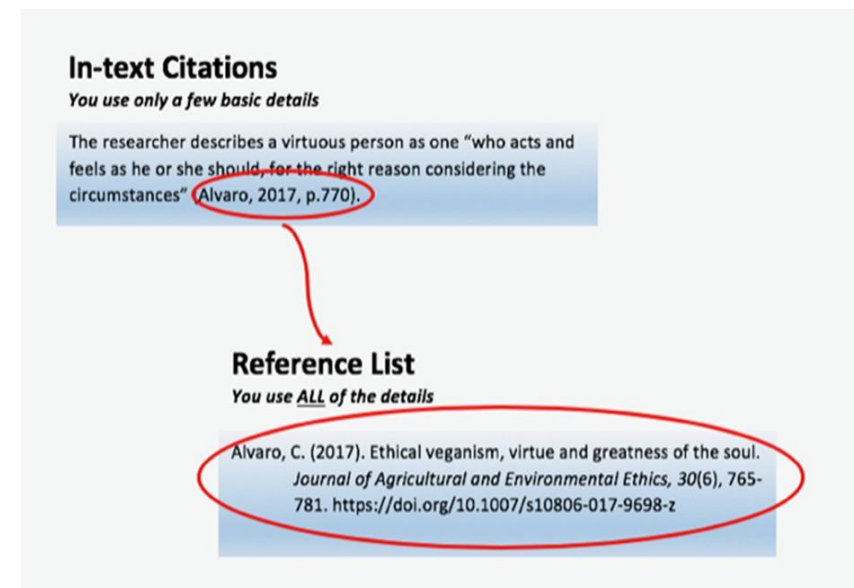 In-text Citations
You use only a few basic details
The researcher describes a virtuous person as one “who acts and
feels as he or she should, for the right reason considering the
circumstances” (Alvaro, 2017, p.770).
Reference List
You use ALL of the details
Alvaro, C. (2017). Ethical veganism, virtue and greatness of the soul.
Journal of Agricultural and Environmental Ethics, 30(6), 765-
781. https://doi.org/10.1007/s10806-017-9698-z